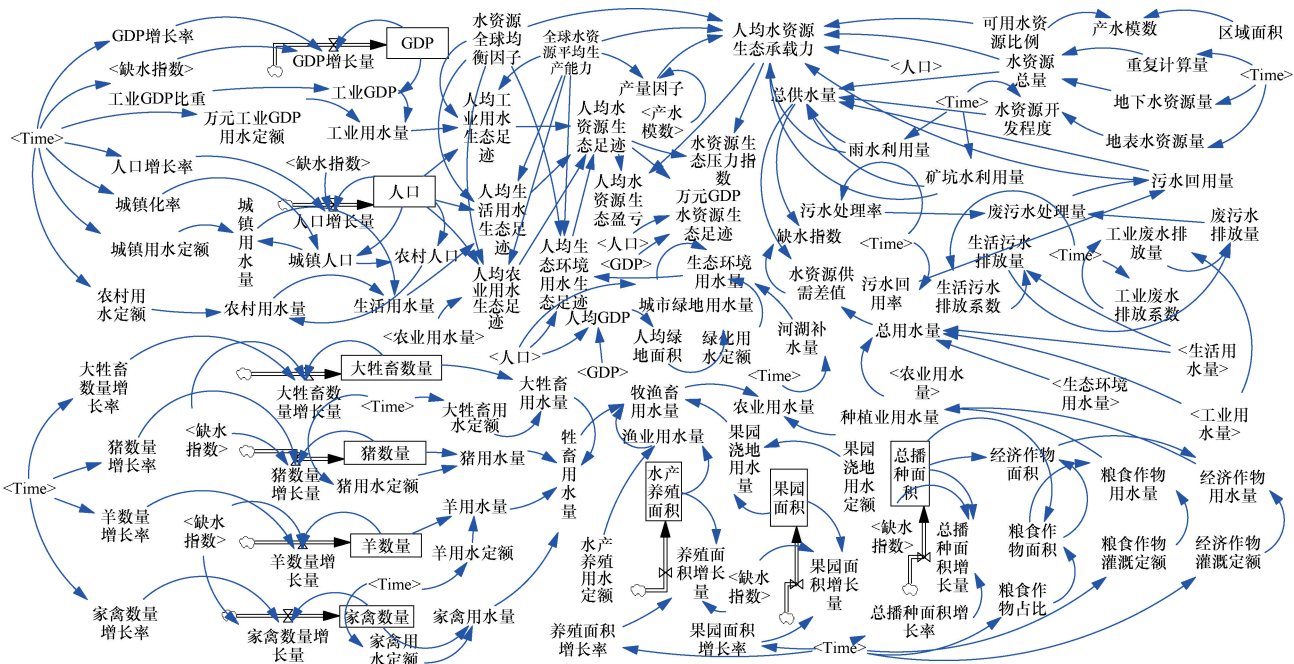 GDP增长率
<缺水指数>
GDP
GDP增长量
工业GDP比重
工业GDP
<Time>
万元工业GDP
用水定额
工业用水量
人口增长率
<缺水指数>
城镇化率
人口
人口增长量
城镇用水定额
城
镇
用
水
量
城镇人口
农村人口
农村用
水定额
农村用水量
生活用水量
水资源
全球均
衡因子
全球水资
源平均生
产能力
人均工
业用水
生态足
迹
人均水
资源生
态足迹
产量因子
<产水
模数>
人均生
活用水
生态足
迹
人均农
业用水
生态足
迹
<农业用水量>
人均生
态环境
用水生
态足迹
人均水
资源生
态盈亏
水资源生
态压力指
数
万元GDP
水资源生
态足迹
<人口>
<GDP>
生态环境
用水量
城市绿地用水量
人均GDP
<人口>
<GDP>
人均绿
地面积
绿化用
水定额
河湖补
水量
<Time>
人均水资源
生态承载力
<人口>
总供水量
可用水资
源比例
产水模数
区域面积
水资源
总量
重复计算量
<Time>
<Time>
水资源开
发程度
地下水资源量
地表水资源量
雨水利用量
矿坑水利用量
污水回用量
污水处理率
废污水处理量
废污水
排放量
缺水指数
<Time>
生活污水
排放量
<Time>
工业废水排
放量
水资源供
需差值
污水回
用率
生活污水
排放系数
工业废水
排放系数
总用水量
<生活用
水量>
<农业用水
量>
<生态环境
用水量>
<工业用
水量>
大牲畜
数量增
长率
大牲畜数量
大牲畜数
量增长量
<Time>
大牲畜
用水量
大牲畜用
水定额
<缺水
指数>
猪数量
增长率
猪数量
猪数量
增长量
猪用水量
猪用水定额
<Time>
羊数量
增长率
<缺水
指数>
羊数量
羊数量增
长量
羊用水量
羊用水定额
<Time>
家禽数量
增长率
家禽数量
家禽数量增
长量
家禽用
水定额
家禽用水量
牲
畜
用
水
量
牧渔畜
用水量
渔业用水量
农业用水量
种植业用水量
果园
浇地
用水
量
果园
浇地用
水定额
水产
养殖
面积
果园
面积
总播
种面
积
水产
养殖
用水
定额
养殖面
积增长
量
<缺水
指数>
果园面
积增长
量
养殖面积
增长率
果园面积
增长率
<Time>
<缺水
指数>
总播
种面
积增
长量
总播种面积增
长率
经济作物
面积
粮食作
物面积
粮食作
物占比
粮食作物
用水量
经济作物
用水量
粮食作物
灌溉定额
经济作物
灌溉定额